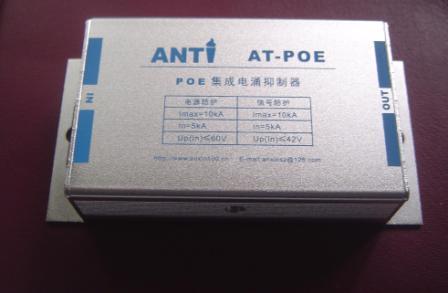 ANTI AT-POE
POE 集成电涌抑制器
IN
OUT
电源防护 信号防护
Imax=10kA Imax=10kA
In=5kA In=5kA
Up(In)≤60V Up(In)≤42V
E-mail: